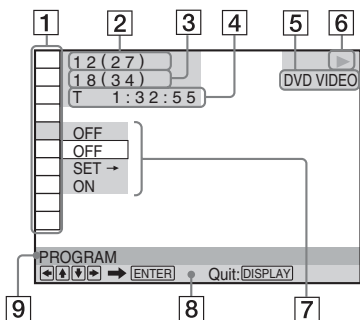 1 2 3 4 5 6
12(27)
18(34)
T 1:32:55
DVD VIDEO
OFF
OFF
SET →
ON
PROGRAM
ENTER Quit: DISPLAY
9 8 7